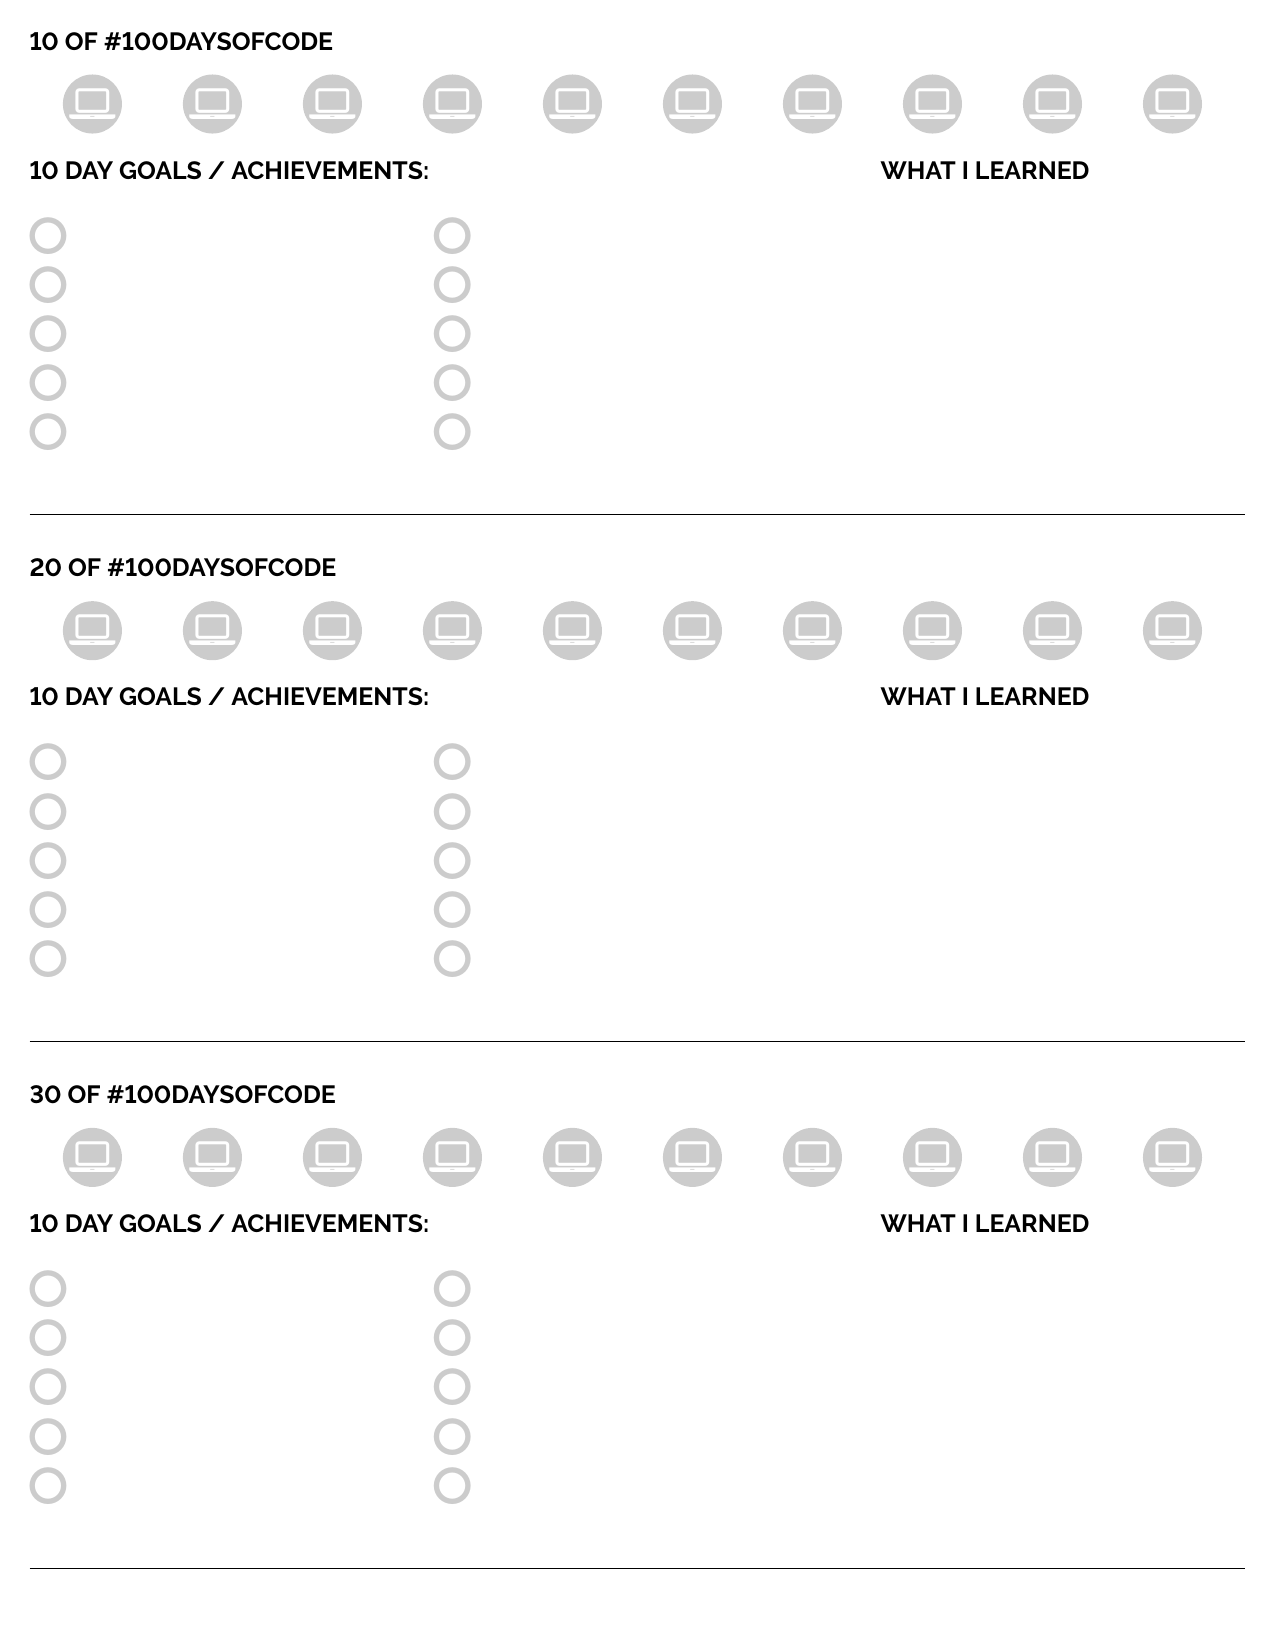 10 OF #100DAYSOFCODE
10 DAY GOALS / ACHIEVEMENTS:
WHAT I LEARNED
20 OF #100DAYSOFCODE
10 DAY GOALS / ACHIEVEMENTS:
WHAT I LEARNED
30 OF #100DAYSOFCODE
10 DAY GOALS / ACHIEVEMENTS:
WHAT I LEARNED